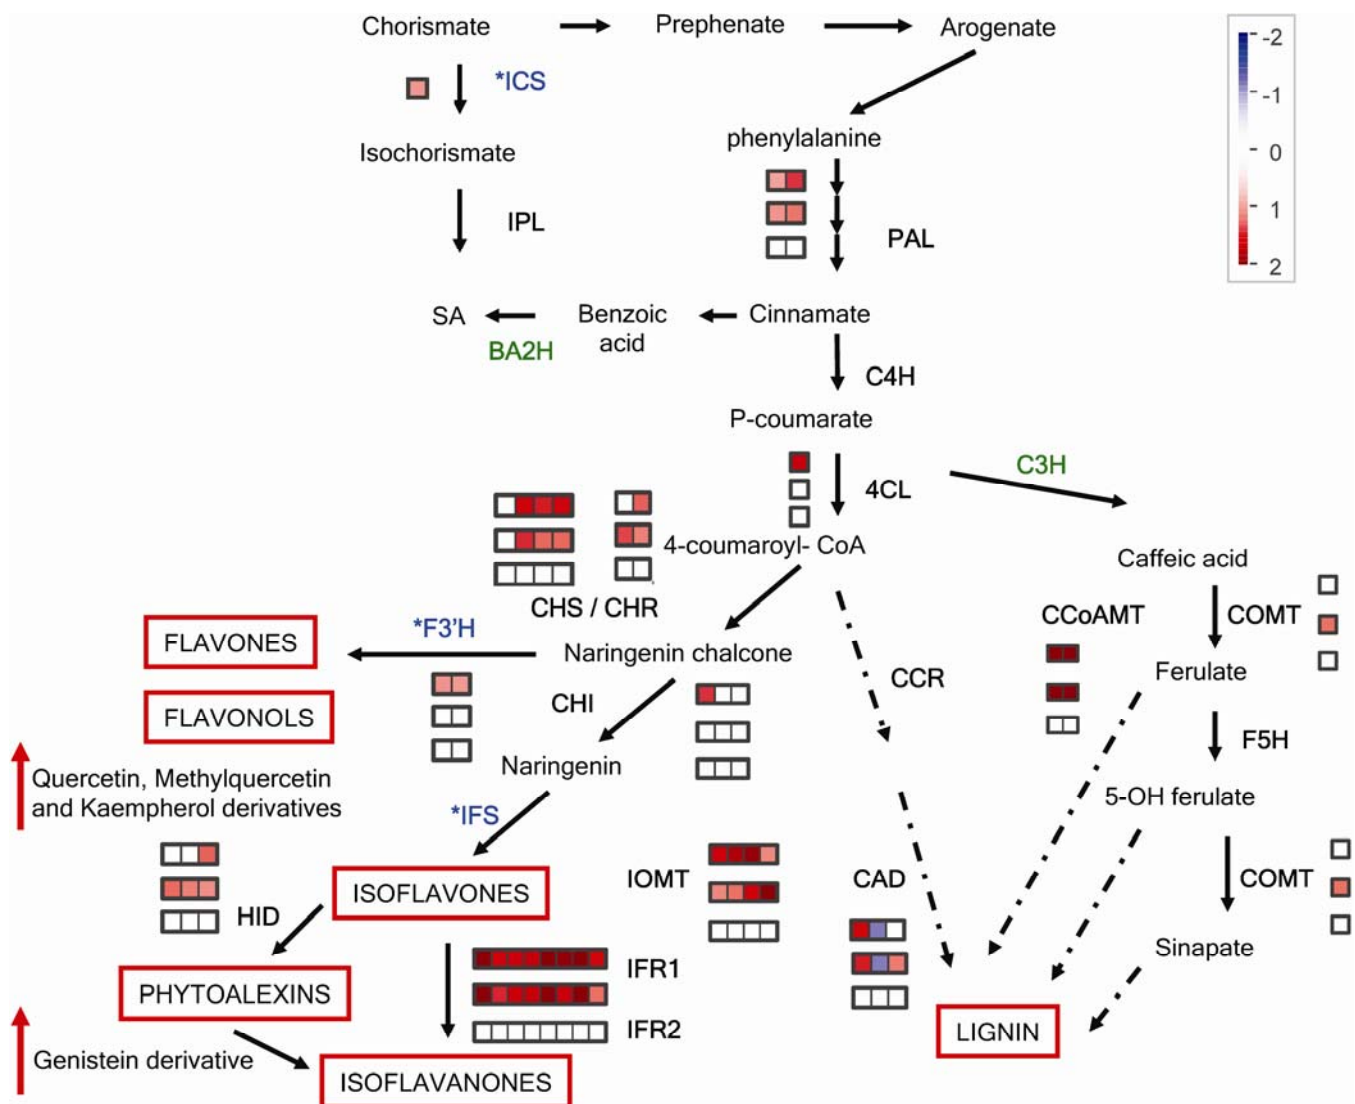 Chorismate
Prephenate
Arogenate
-2
-1
0
1
2
*ICS
Isochorismate
phenylalanine
IPL
PAL
SA
Benzoic
acid
Cinnamate
BA2H
C4H
P-coumarate
C3H
4CL
4-coumaroyl- CoA
Caffeic acid
CHS / CHR
CCoAMT
COMT
*F3'H
FLAVONES
Naringenin chalcone
Ferulate
CCR
CHI
FLAVONOLS
F5H
Naringenin
Quercetin, Methylquercetin
and Kaempherol derivatives
5-OH ferulate
*IFS
IOMT
CAD
COMT
ISOFLAVONES
HID
Sinapate
IFR1
PHYTOALEXINS
IFR2
LIGNIN
Genistein derivative
ISOFLAVANONES